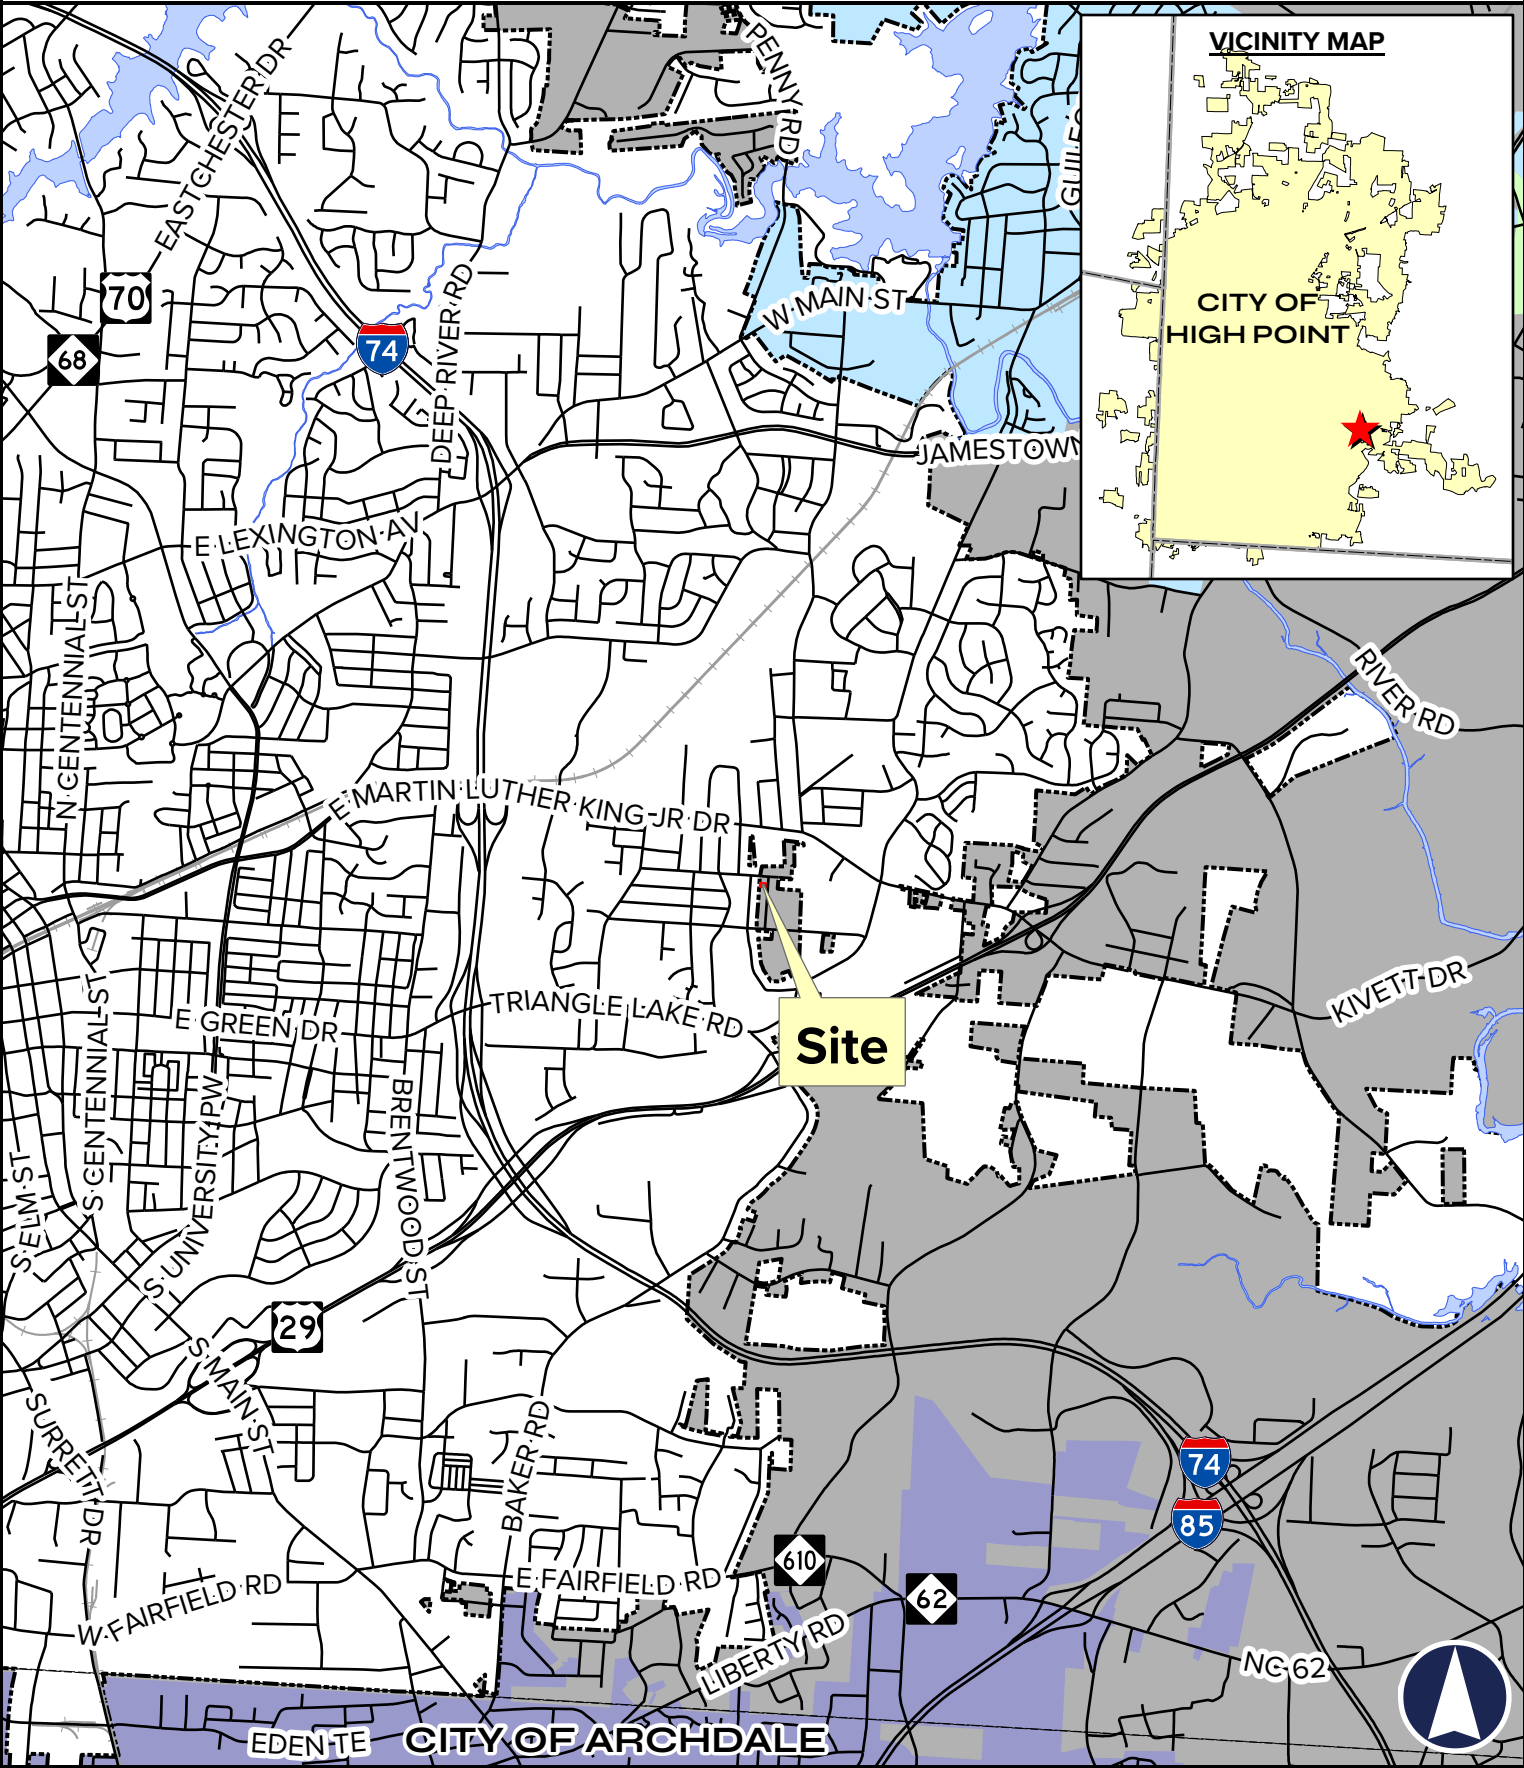 VICINITY MAP
CITY OF
HIGH POINT
PENNY RD
EASTCHESTER DR
70
68
74
DEEP RIVER RD
W MAIN ST
JAMESTOWN
E LEXINGTON AV
N CENTENNIAL ST
RIVER RD
E MARTIN LUTHER KING JR DR
KIVETT DR
TRIANGLE LAKE RD
E GREEN DR
Site
S CENTENNIAL ST
S UNIVERSITY PW
BRENTWOOD ST
S ELM ST
29
S MAIN ST
SURRETT DR
BAKER RD
74
85
610
62
E FAIRFIELD RD
W FAIRFIELD RD
LIBERTY RD
NC 62
EDEN TE
CITY OF ARCHDALE